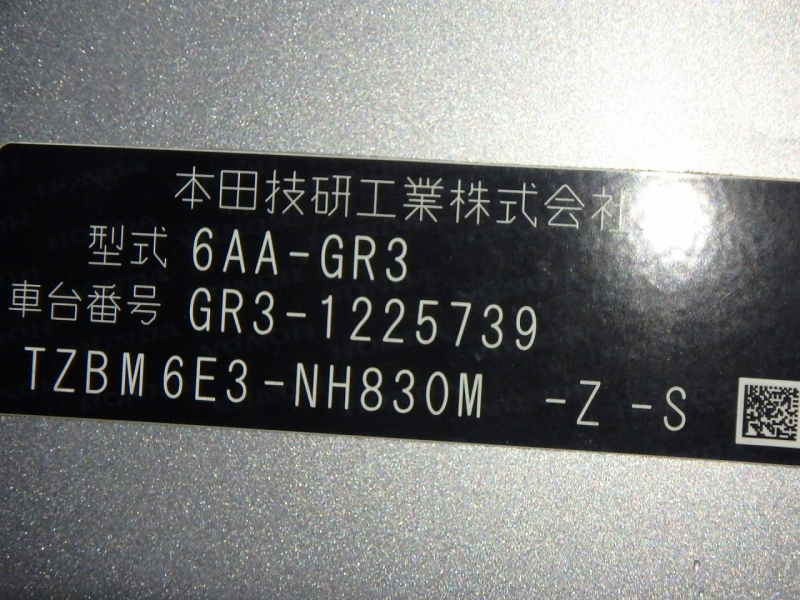 本田技研工業株式会社
型式 6AA-GR3
車台番号 GR3-1225739
TZBM6E3-NH830M -Z -S